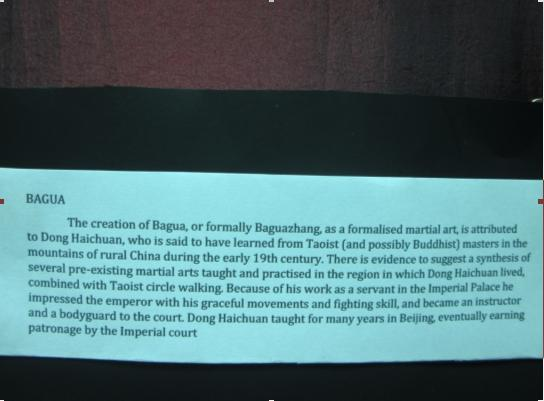 BAGUA
The creation of Bagua, or formally Baguazhang, as a formalised martial art, is attributed
to Dong Haichuan, who is said to have learned from Taoist (and possibly Buddhist) masters in the
mountains of rural China during the early 19th century. There is evidence to suggest a synthesis of
several pre-existing martial arts taught and practised in the region in which Dong Haichuan lived,
combined with Taoist circle walking. Because of his work as a servant in the Imperial Palace he
impressed the emperor with his graceful movements and fighting skill, and became an instructor
and a bodyguard to the court. Dong Haichuan taught for many years in Beijing, eventually earning
patronage by the Imperial court